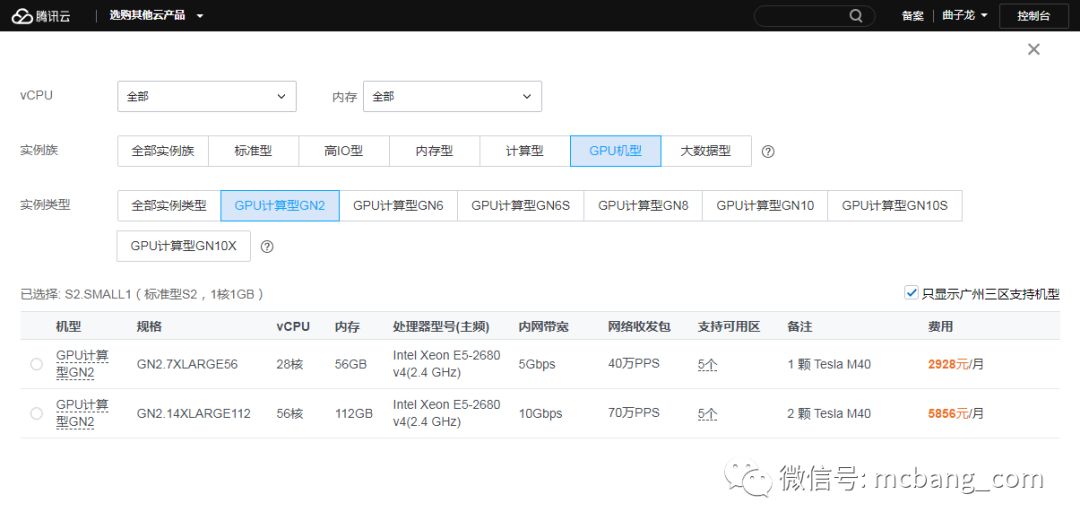 腾讯云 选购其他云产品 备案 曲子龙 控制台
vCPU 全部 内存 全部
实例族 全部实例族 标准型 高IO型 内存型 计算型 GPU机型 大数据型
实例类型 全部实例类型 GPU计算型GN2 GPU计算型GN6 GPU计算型GN6S GPU计算型GN8 GPU计算型GN10 GPU计算型GN10S
GPU计算型GN10X
已选择: S2.SMALL1（标准型S2，1核1GB ） 只显示广州三区支持机型
机型 规格 vCPU 内存 处理器型号(主频) 内网带宽 网络收发包 支持可用区 备注 费用
GPU计算
型GN2 GN2.7XLARGE56 28核 56GB Intel Xeon E5-2680
v4(2.4 GHz) 5Gbps 40万PPS 5个 1 颗 Tesla M40 2928元/月
GPU计算
型GN2 GN2.14XLARGE112 56核 112GB Intel Xeon E5-2680
v4(2.4 GHz) 10Gbps 70万PPS 5个 2 颗 Tesla M40 5856元/月
微信号: mcbang_com